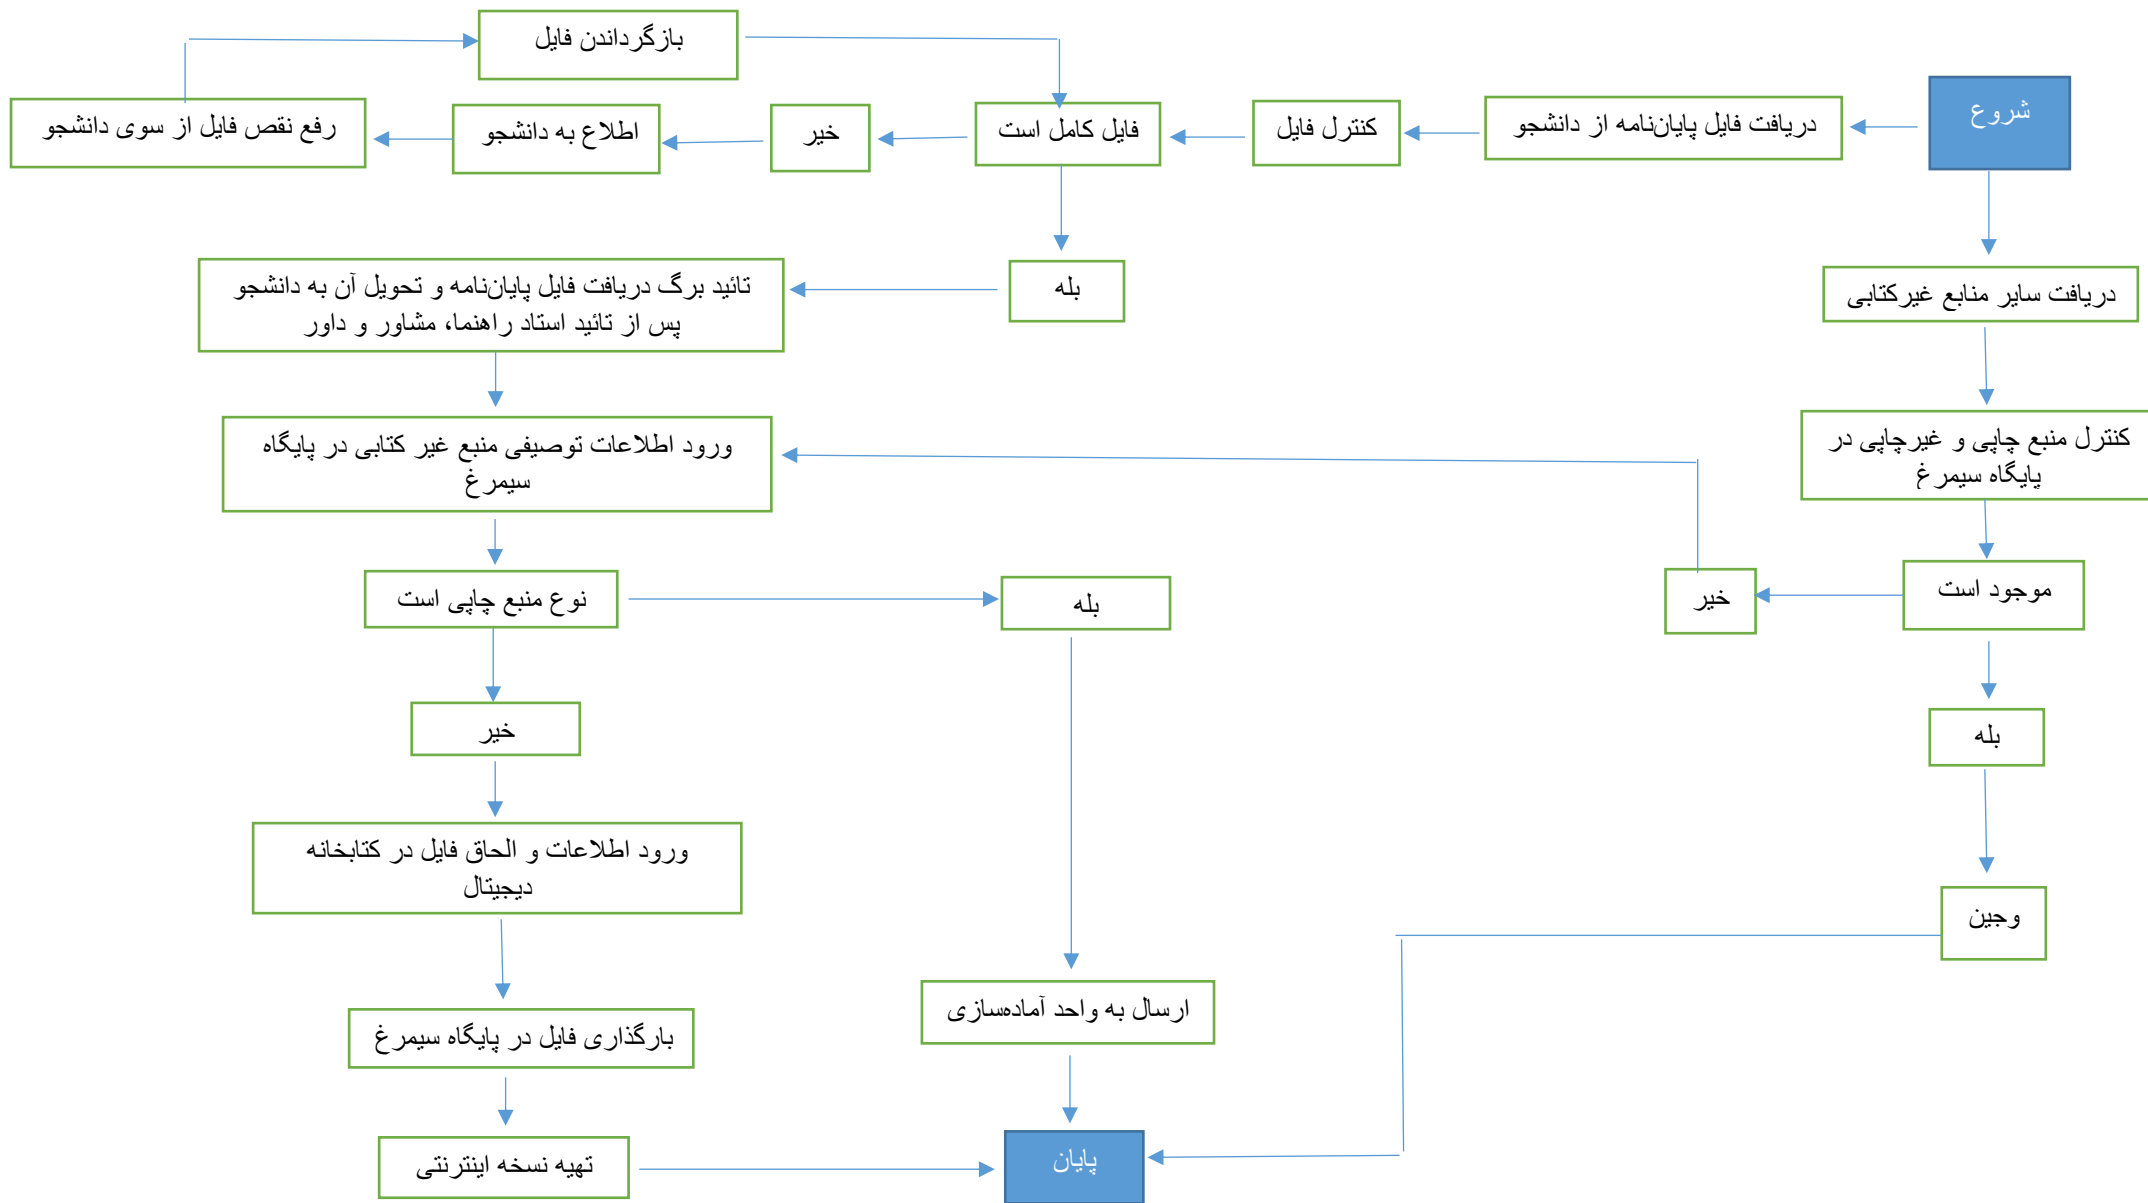 بازگرداندن فایل
شروع
دریافت فایل پایان‌نامه از دانشجو
کنترل فایل
فایل کامل است
خیر
اطلاع به دانشجو
رفع نقص فایل از سوی دانشجو
بله
تائید برگ دریافت فایل پایان‌نامه و تحویل آن به دانشجو
پس از تائید استاد راهنما، مشاور و داور
دریافت سایر منابع غیرکتابی
کنترل منبع چاپی و غیرچاپی در
پایگاه سیمرغ
ورود اطلاعات توصیفی منبع غیر کتابی در پایگاه
سیمرغ
موجود است
خیر
بله
نوع منبع چاپی است
بله
خیر
ورود اطلاعات و الحاق فایل در کتابخانه
دیجیتال
وجین
ارسال به واحد آماده‌سازی
بارگذاری فایل در پایگاه سیمرغ
پایان
تهیه نسخه اینترنتی